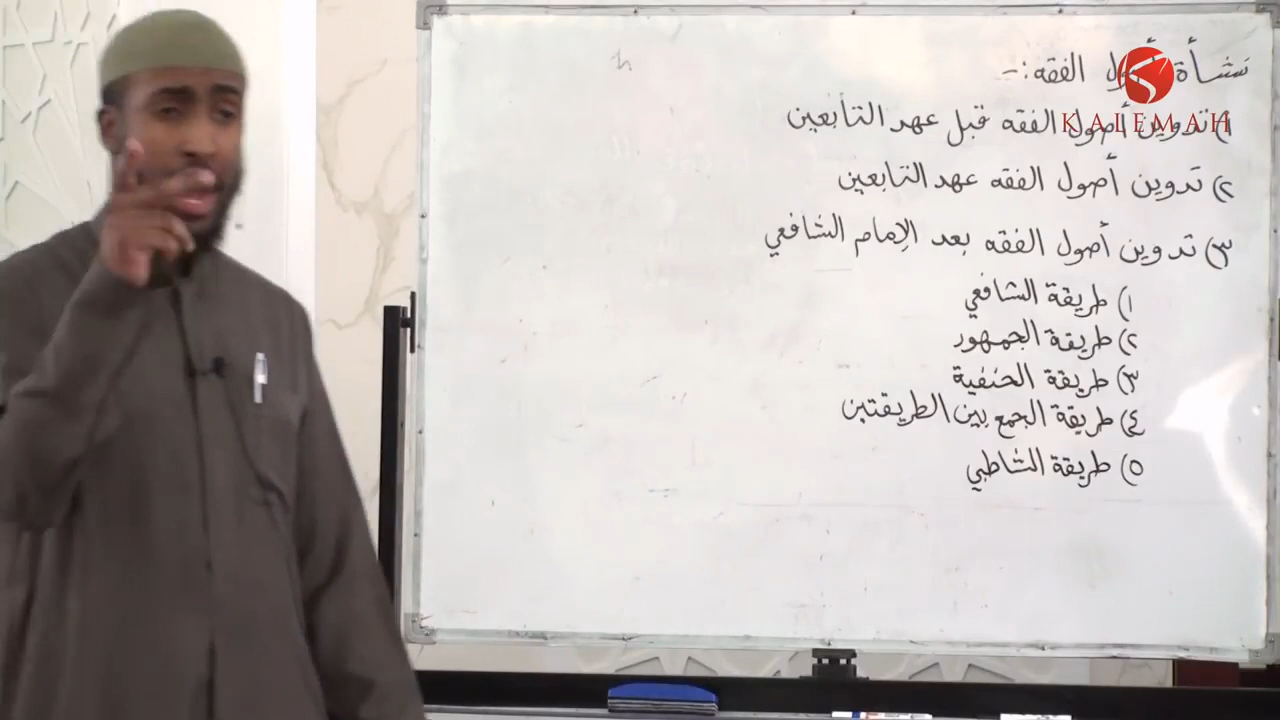 نشأة أصول الفقه :-
١) تدوين أصول الفقه قبل عهد التابعين
KALEMAH
٢) تدوين أصول الفقه عهد التابعين
٣) تدوين أصول الفقه بعد الإمام الشافعي
١) طريقة الشافعي
٢) طريقة الجمهور
٣) طريقة الحنفية
٤) طريقة الجمع بين الطريقتين
٥) طريقة الشاطبي